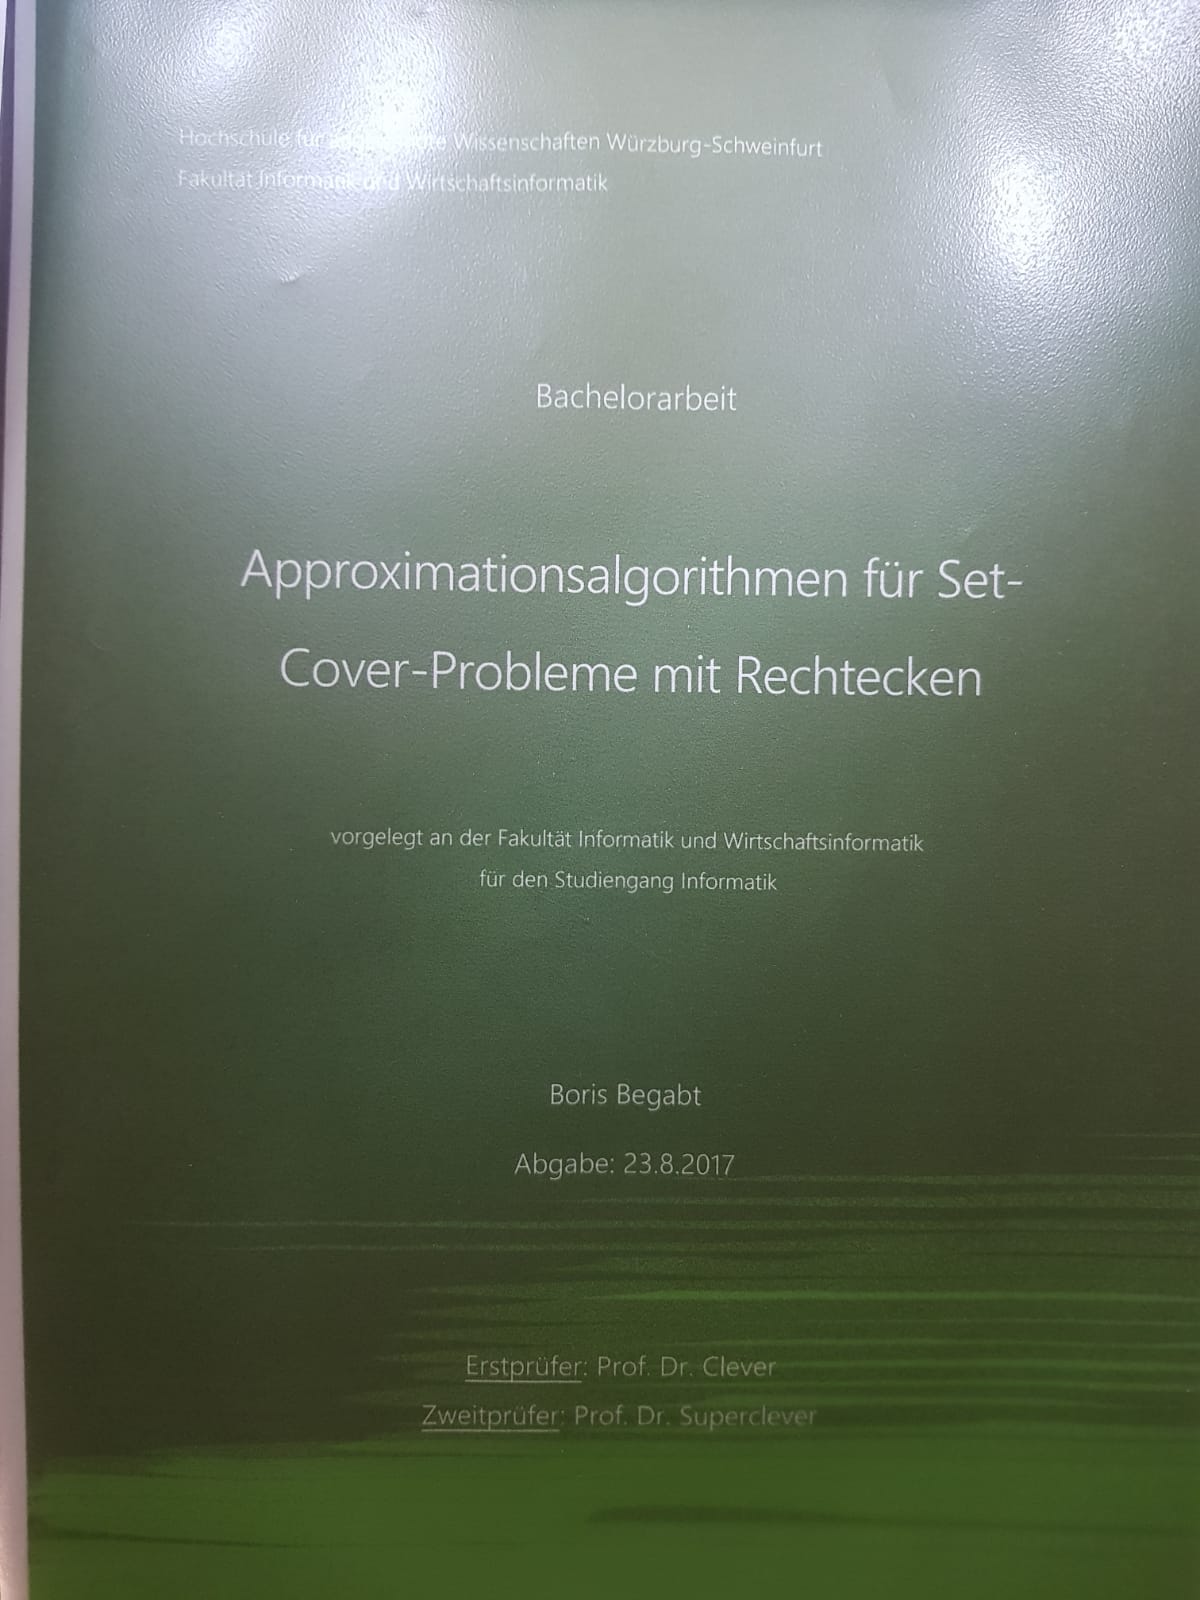 Hochschule für Wissenschaften Würzburg-Schweinfurt
Fakultät Informatik und Wirtschaftsinformatik
Bachelorarbeit
Approximationsalgorithmen für Set-
Cover-Probleme mit Rechtecken
vorgelegt an der Fakultät Informatik und Wirtschaftsinformatik
für den Studiengang Informatik
Boris Begabt
Abgabe: 23.8.2017
Erstprüfer: Prof. Dr. Clever
Zweitprüfer: Prof. Dr. Superclever